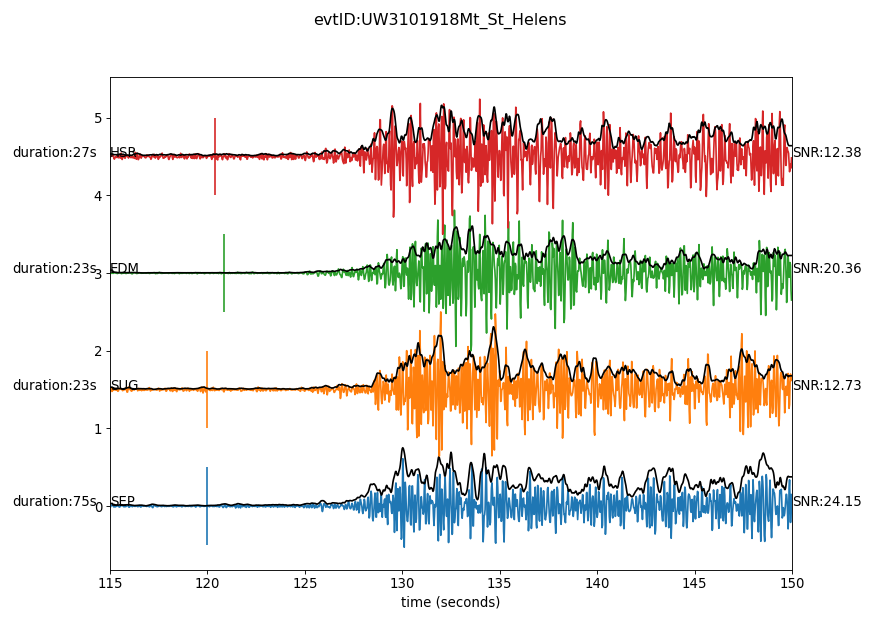 evtID:UW3101918Mt_St_Helens
5
duration:27s HSR SNR:12.38
4
duration:23s EDM SNR:20.36
3
2
duration:23s SUG SNR:12.73
1
duration:75s SEP SNR:24.15
0
115 120 125 130 135 140 145 150
time (seconds)